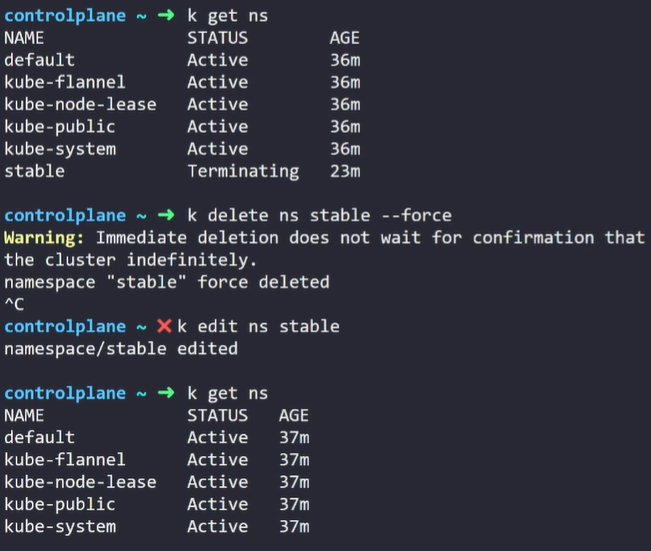 controlplane ~ ➜ k get ns
NAME STATUS AGE
default Active 36m
kube-flannel Active 36m
kube-node-lease Active 36m
kube-public Active 36m
kube-system Active 36m
stable Terminating 23m
controlplane ~ ➜ k delete ns stable --force
Warning: Immediate deletion does not wait for confirmation that
the cluster indefinitely.
namespace "stable" force deleted
^C
controlplane ~ ✖ k edit ns stable
namespace/stable edited
controlplane ~ ➜ k get ns
NAME STATUS AGE
default Active 37m
kube-flannel Active 37m
kube-node-lease Active 37m
kube-public Active 37m
kube-system Active 37m